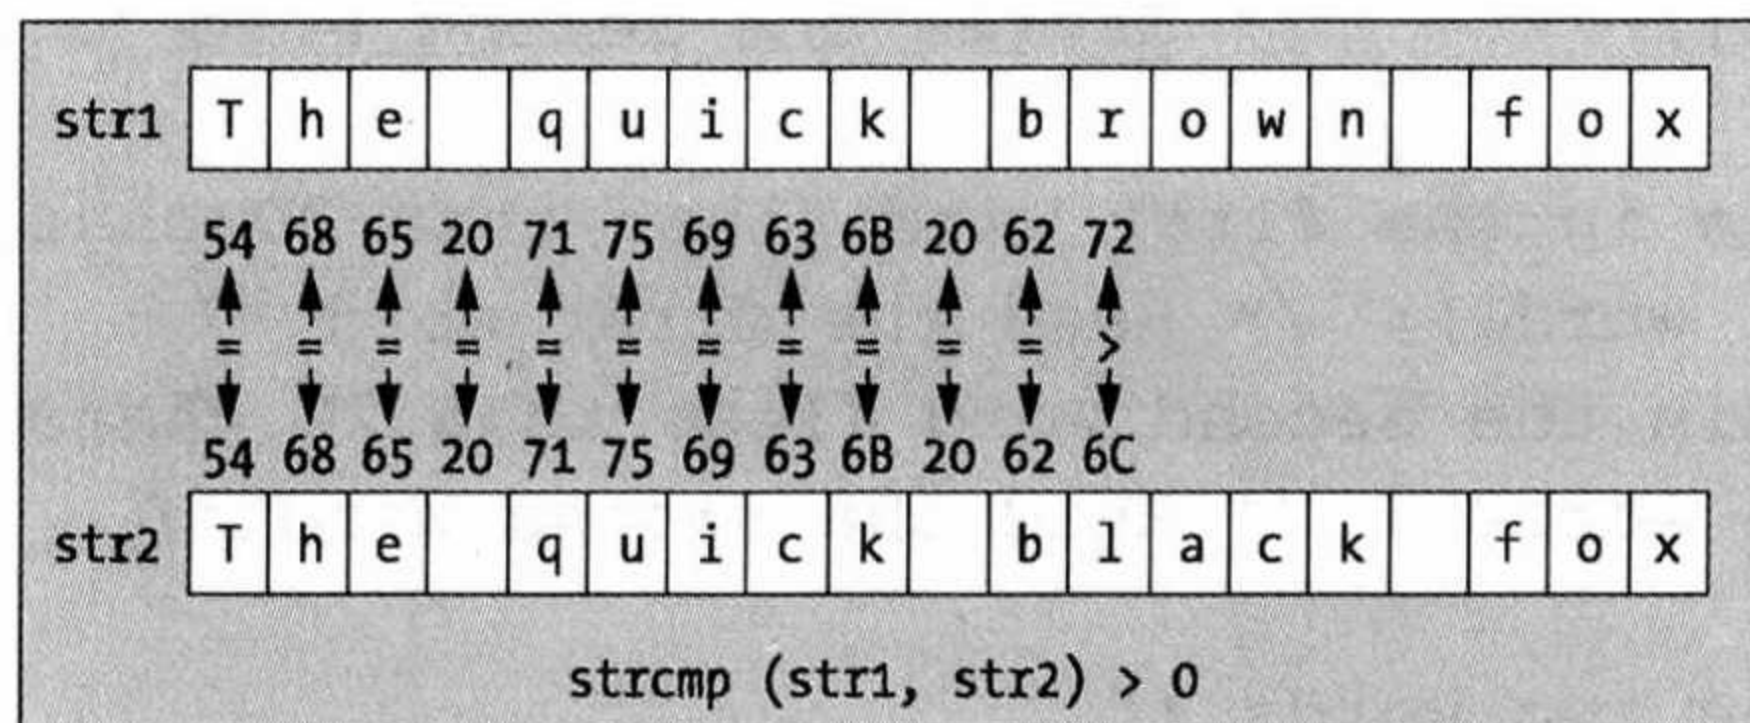 str1 T h e q u i c k b r o w n f o x
54 68 65 20 71 75 69 63 6B 20 62 72
= = = = = = = = = = = >
54 68 65 20 71 75 69 63 6B 20 62 6C
str2 T h e q u i c k b l a c k f o x
strcmp (str1, str2) > 0